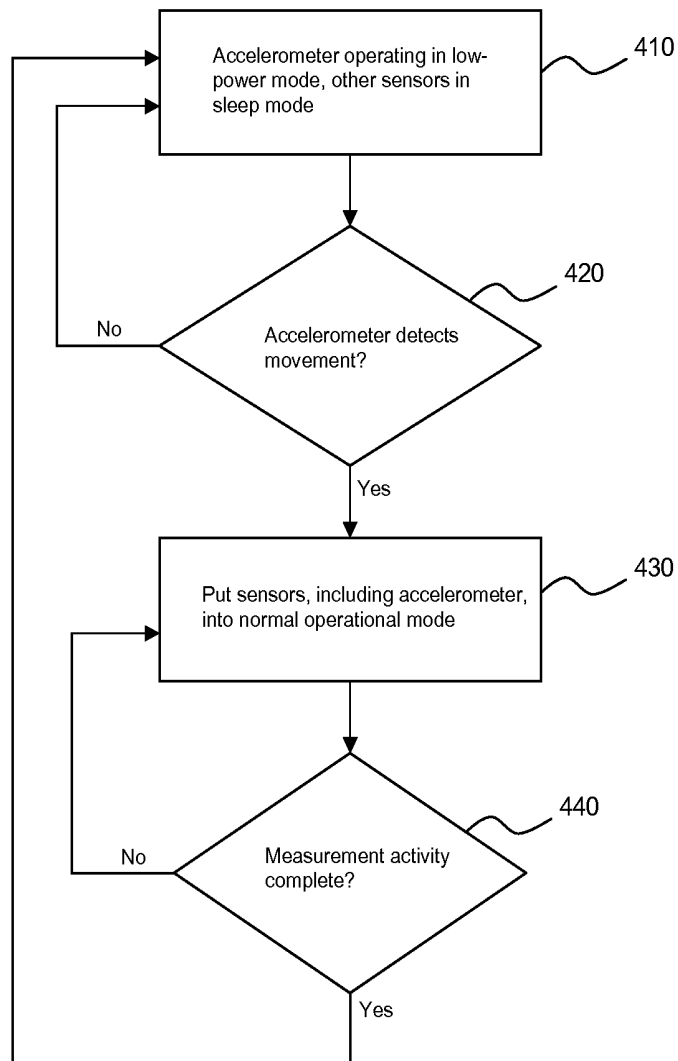 Accelerometer operating in low-
power mode, other sensors in
sleep mode
410
420
Accelerometer detects
movement?
No
Yes
430
Put sensors, including accelerometer,
into normal operational mode
440
Measurement activity
complete?
No
Yes